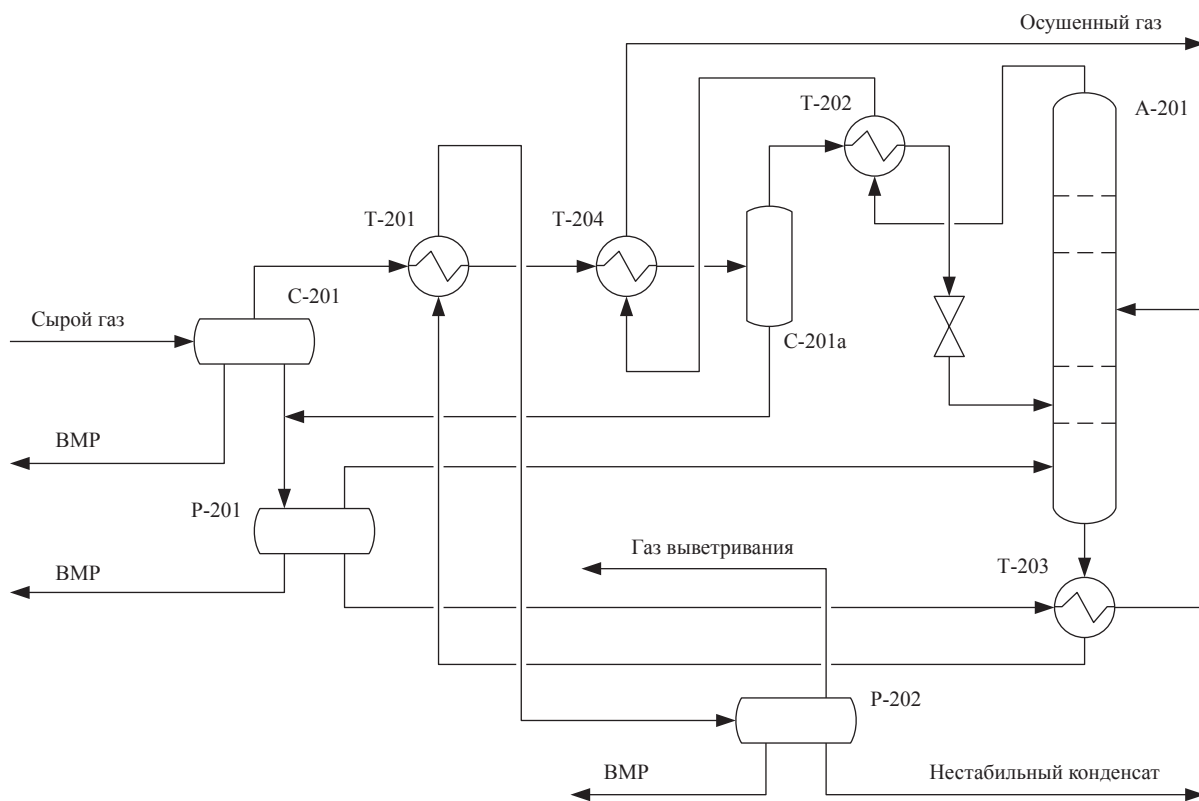 Осушенный газ
Т-202
А-201
Т-201
Т-204
С-201
Сырой газ
С-201а
ВМР
Р-201
Газ выветривания
Т-203
ВМР
Р-202
ВМР
Нестабильный конденсат